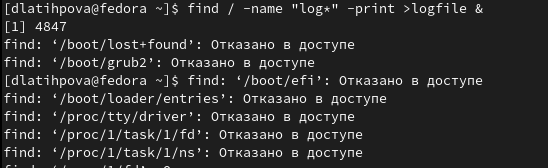 [dlatihpova@fedora ~]$ find / -name "log*" -print >logfile &
[1] 4847
find: ‘/boot/lost+found’: Отказано в доступе
find: ‘/boot/grub2’: Отказано в доступе
[dlatihpova@fedora ~]$ find: ‘/boot/efi’: Отказано в доступе
find: ‘/boot/loader/entries’: Отказано в доступе
find: ‘/proc/tty/driver’: Отказано в доступе
find: ‘/proc/1/task/1/fd’: Отказано в доступе
find: ‘/proc/1/task/1/ns’: Отказано в доступе